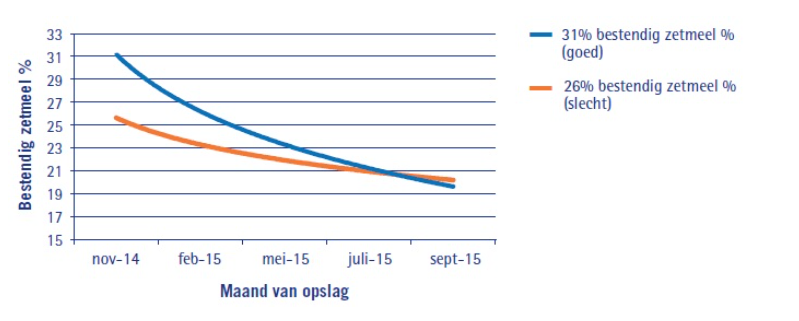 33
31
29
27
25
23
21
19
17
15
Bestendig zetmeel %
nov-14 feb-15 mei-15 juli-15 sept-15
Maand van opslag
31% bestendig zetmeel %
(goed)
26% bestendig zetmeel %
(slecht)